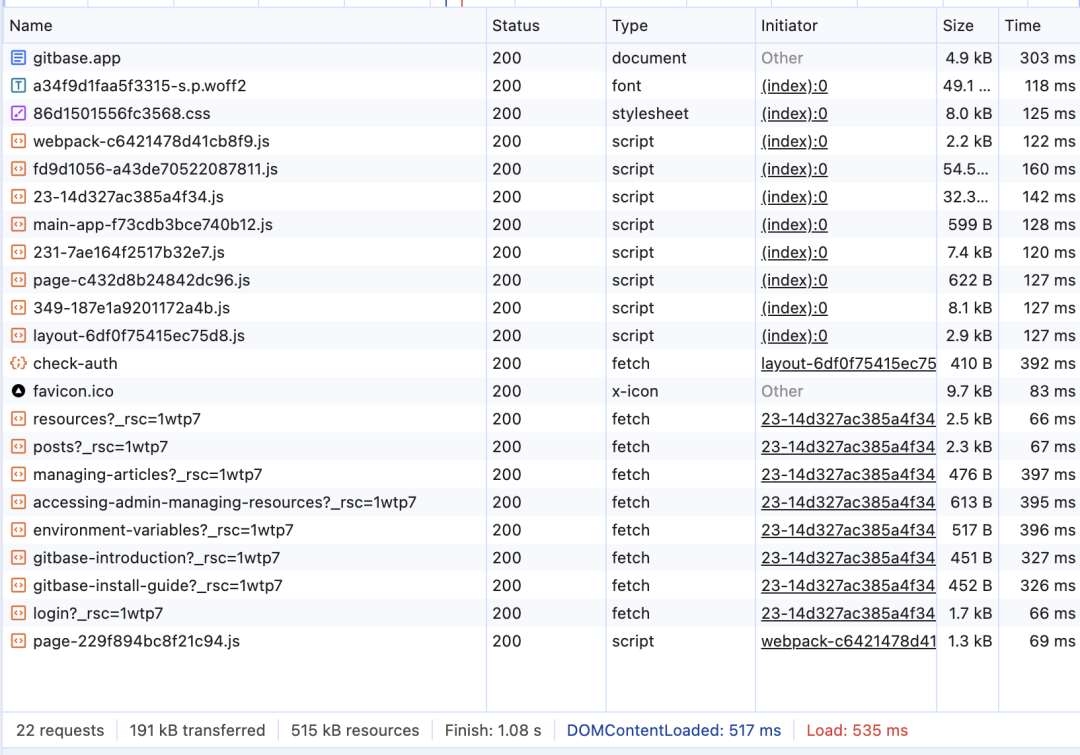 Name Status Type Initiator Size Time
gitbase.app 200 document Other 4.9 kB 303 ms
a34f9d1faa5f3315-s.p.woff2 200 font (index):0 49.1 ... 118 ms
86d1501556fc3568.css 200 stylesheet (index):0 8.0 kB 125 ms
webpack-c6421478d41cb8f9.js 200 script (index):0 2.2 kB 122 ms
fd9d1056-a43de70522087811.js 200 script (index):0 54.5... 160 ms
23-14d327ac385a4f34.js 200 script (index):0 32.3... 142 ms
main-app-f73cdb3bce740b12.js 200 script (index):0 599 B 128 ms
231-7ae164f2517b32e7.js 200 script (index):0 7.4 kB 120 ms
page-c432d8b24842dc96.js 200 script (index):0 622 B 127 ms
349-187e1a9201172a4b.js 200 script (index):0 8.1 kB 127 ms
layout-6df0f75415ec75d8.js 200 script (index):0 2.9 kB 127 ms
check-auth 200 fetch layout-6df0f75415ec75 410 B 392 ms
favicon.ico 200 x-icon Other 9.7 kB 83 ms
resources?_rsc=1wtp7 200 fetch 23-14d327ac385a4f34 2.5 kB 66 ms
posts?_rsc=1wtp7 200 fetch 23-14d327ac385a4f34 2.3 kB 67 ms
managing-articles?_rsc=1wtp7 200 fetch 23-14d327ac385a4f34 476 B 397 ms
accessing-admin-managing-resources?_rsc=1wtp7 200 fetch 23-14d327ac385a4f34 613 B 395 ms
environment-variables?_rsc=1wtp7 200 fetch 23-14d327ac385a4f34 517 B 396 ms
gitbase-introduction?_rsc=1wtp7 200 fetch 23-14d327ac385a4f34 451 B 327 ms
gitbase-install-guide?_rsc=1wtp7 200 fetch 23-14d327ac385a4f34 452 B 326 ms
login?_rsc=1wtp7 200 fetch 23-14d327ac385a4f34 1.7 kB 66 ms
page-229f894bc8f21c94.js 200 script webpack-c6421478d41 1.3 kB 69 ms
22 requests 191 kB transferred 515 kB resources Finish: 1.08 s DOMContentLoaded: 517 ms Load: 535 ms